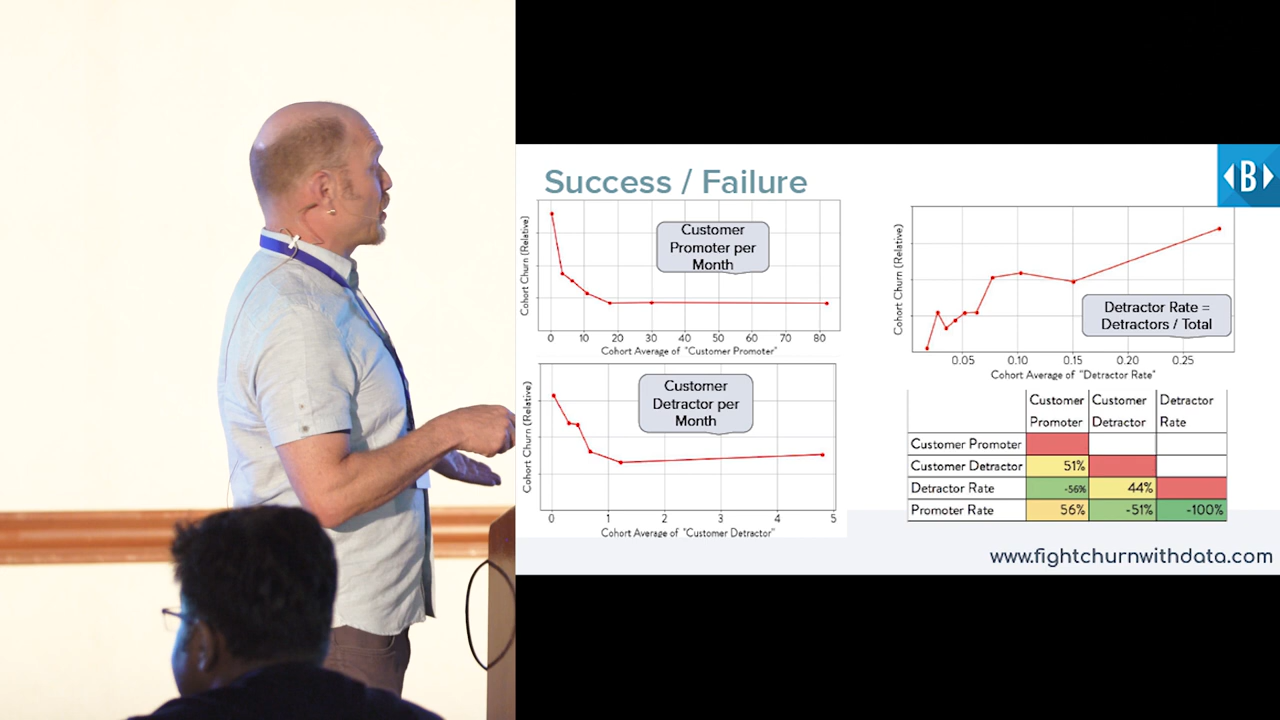 Success / Failure
B
Customer
Promoter per
Month
Cohort Churn (Relative)
0 10 20 30 40 50 60 70 80
Cohort Average of "Customer Promoter"
Customer
Detractor per
Month
Cohort Churn (Relative)
0 1 2 3 4 5
Cohort Average of "Customer Detractor"
Detractor Rate =
Detractors / Total
Cohort Churn (Relative)
0.05 0.10 0.15 0.20 0.25
Cohort Average of "Detractor Rate"
Customer Customer Detractor
Promoter Detractor Rate
Customer Promoter
Customer Detractor 51%
Detractor Rate -56% 44%
Promoter Rate 56% -51% -100%
www.fightchurnwithdata.com